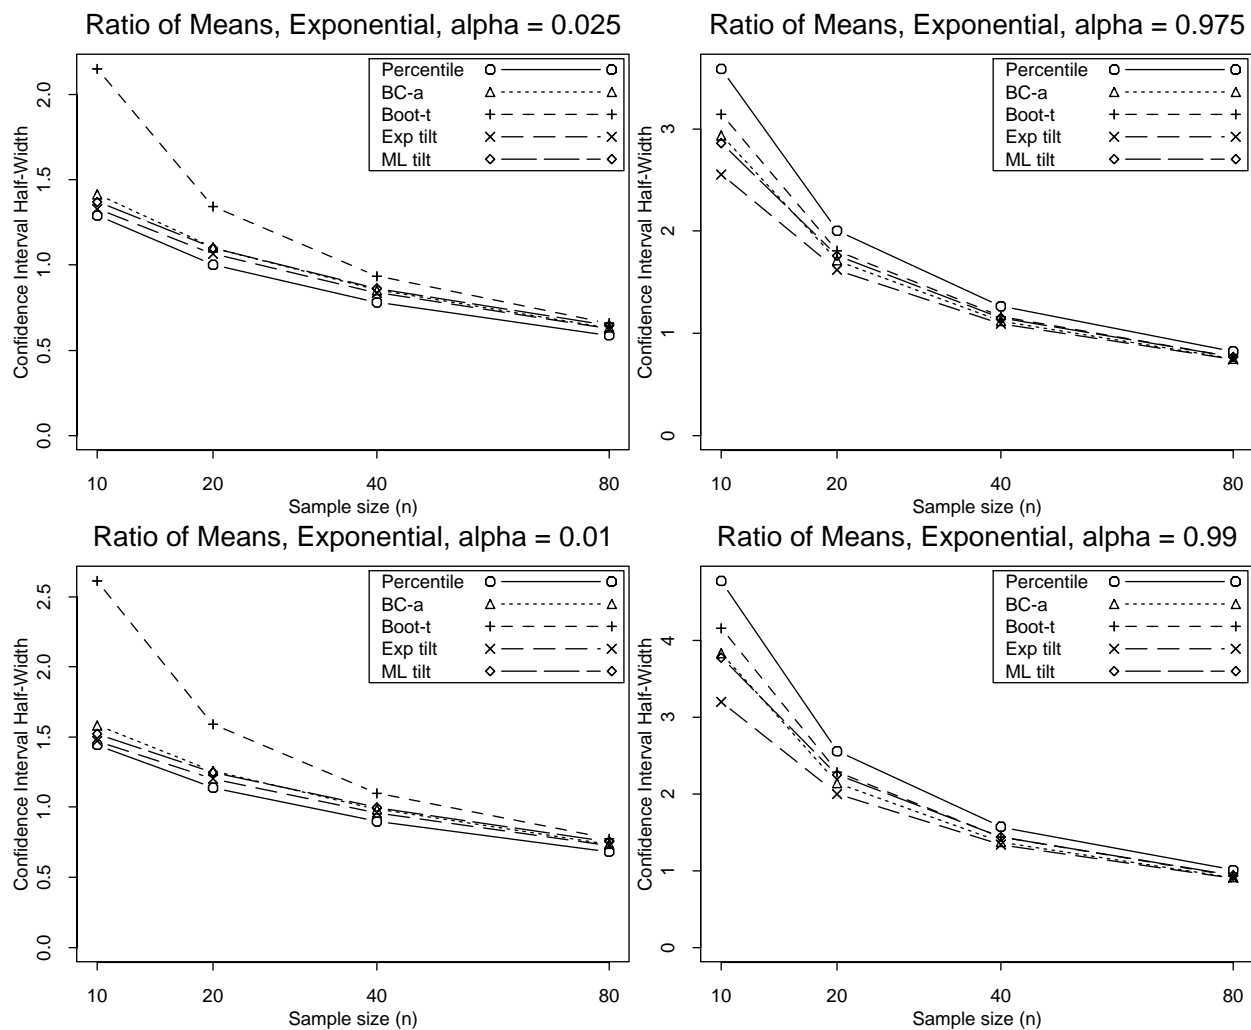 Ratio of Means, Exponential, alpha = 0.025
Percentile
BC-a
Boot-t
Exp tilt
ML tilt
Confidence Interval Half-Width
2.0
1.5
1.0
0.5
0.0
10 20 40 80
Sample size (n)
Ratio of Means, Exponential, alpha = 0.975
Percentile
BC-a
Boot-t
Exp tilt
ML tilt
Confidence Interval Half-Width
3
2
1
0
10 20 40 80
Sample size (n)
Ratio of Means, Exponential, alpha = 0.01
Percentile
BC-a
Boot-t
Exp tilt
ML tilt
Confidence Interval Half-Width
2.5
2.0
1.5
1.0
0.5
0.0
10 20 40 80
Sample size (n)
Ratio of Means, Exponential, alpha = 0.99
Percentile
BC-a
Boot-t
Exp tilt
ML tilt
Confidence Interval Half-Width
4
3
2
1
0
10 20 40 80
Sample size (n)